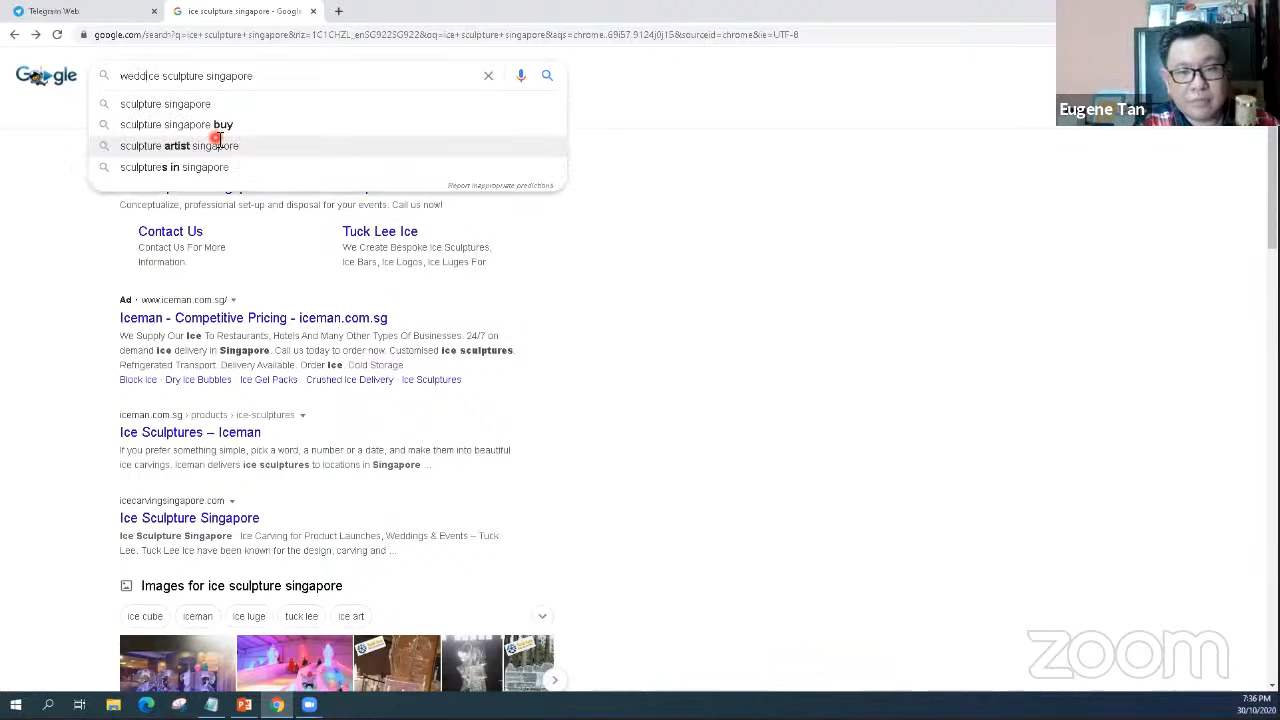 Telegram Web
ice sculpture singapore - Google
google.com/search?q=ice+sculpture+singapore&rlz=1C1CHZL_enSG922SG922&oq=ice+sculpture+singapore&aqs=chrome..69i57.9124j0j15&sourceid=chrome&ie=UTF-8
weddice sculpture singapore
sculpture singapore
sculpture singapore buy
sculpture artist singapore
sculptures in singapore
Report inappropriate predictions
Conceptualize, professional set-up and disposal for your events. Call us now!
Contact Us
Contact Us For More
Information.
Tuck Lee Ice
We Create Bespoke Ice Sculptures,
Ice Bars, Ice Logos, Ice Luges For
Ad · www.iceman.com.sg/
Iceman - Competitive Pricing - iceman.com.sg
We Supply Our Ice To Restaurants, Hotels And Many Other Types Of Businesses. 24/7 on
demand ice delivery in Singapore. Call us today to order now. Customised ice sculptures.
Refrigerated Transport. Delivery Available. Order Ice. Cold Storage
Block Ice · Dry Ice Bubbles · Ice Gel Packs · Crushed Ice Delivery · Ice Sculptures
iceman.com.sg › products › ice-sculptures
Ice Sculptures – Iceman
If you prefer something simple, pick a word, a number or a date, and make them into beautiful
ice carvings. Iceman delivers ice sculptures to locations in Singapore ...
icecarvingsingapore.com
Ice Sculpture Singapore
Ice Sculpture Singapore Ice Carving for Product Launches, Weddings & Events – Tuck
Lee. Tuck Lee Ice have been known for the design, carving and ...
Images for ice sculpture singapore
ice cube
iceman
ice luge
tuck lee
ice art
Eugene Tan
zoom
7:36 PM
30/10/2020